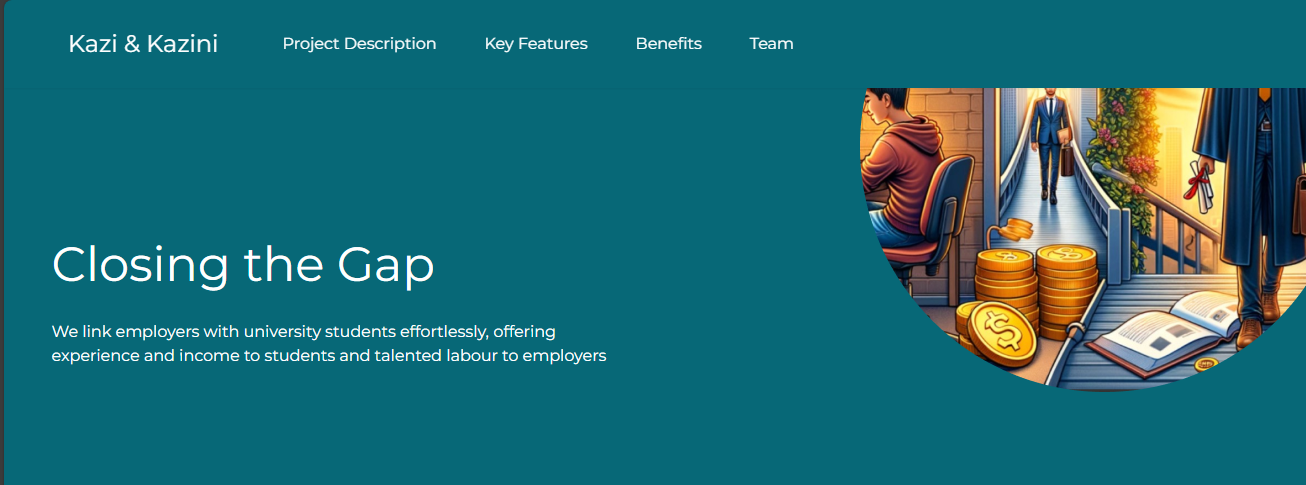 Kazi & Kazini
Project Description
Key Features
Benefits
Team
Closing the Gap
We link employers with university students effortlessly, offering
experience and income to students and talented labour to employers